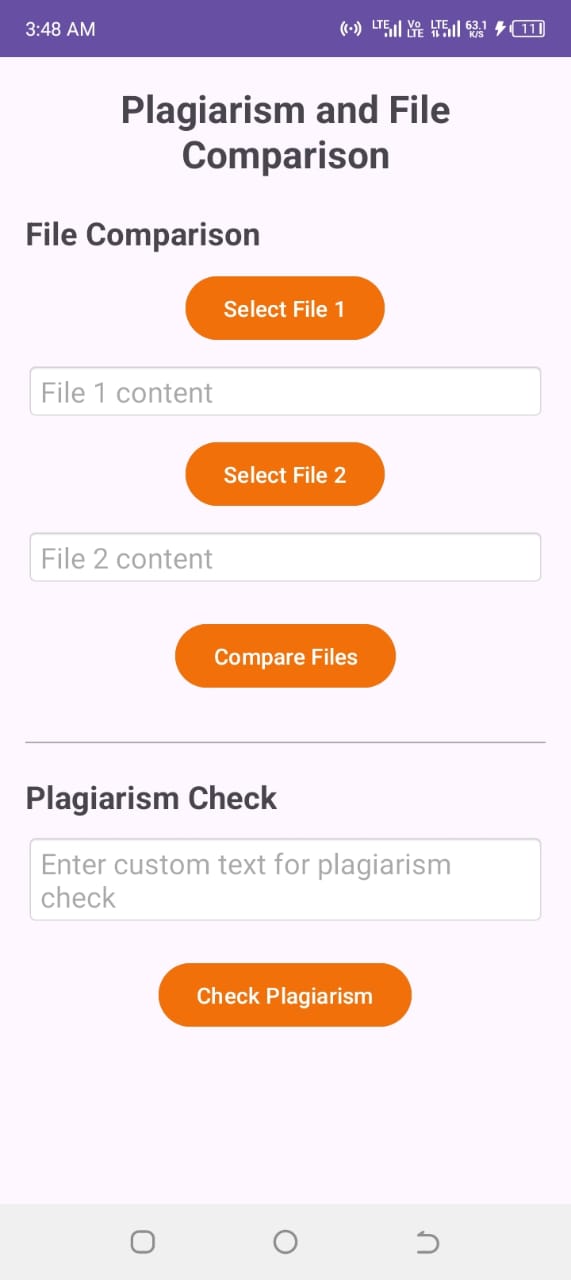 3:48 AM LTE Vo LTE LTE 63.1 K/S 11
Plagiarism and File
Comparison
File Comparison
Select File 1
File 1 content
Select File 2
File 2 content
Compare Files
Plagiarism Check
Enter custom text for plagiarism
check
Check Plagiarism